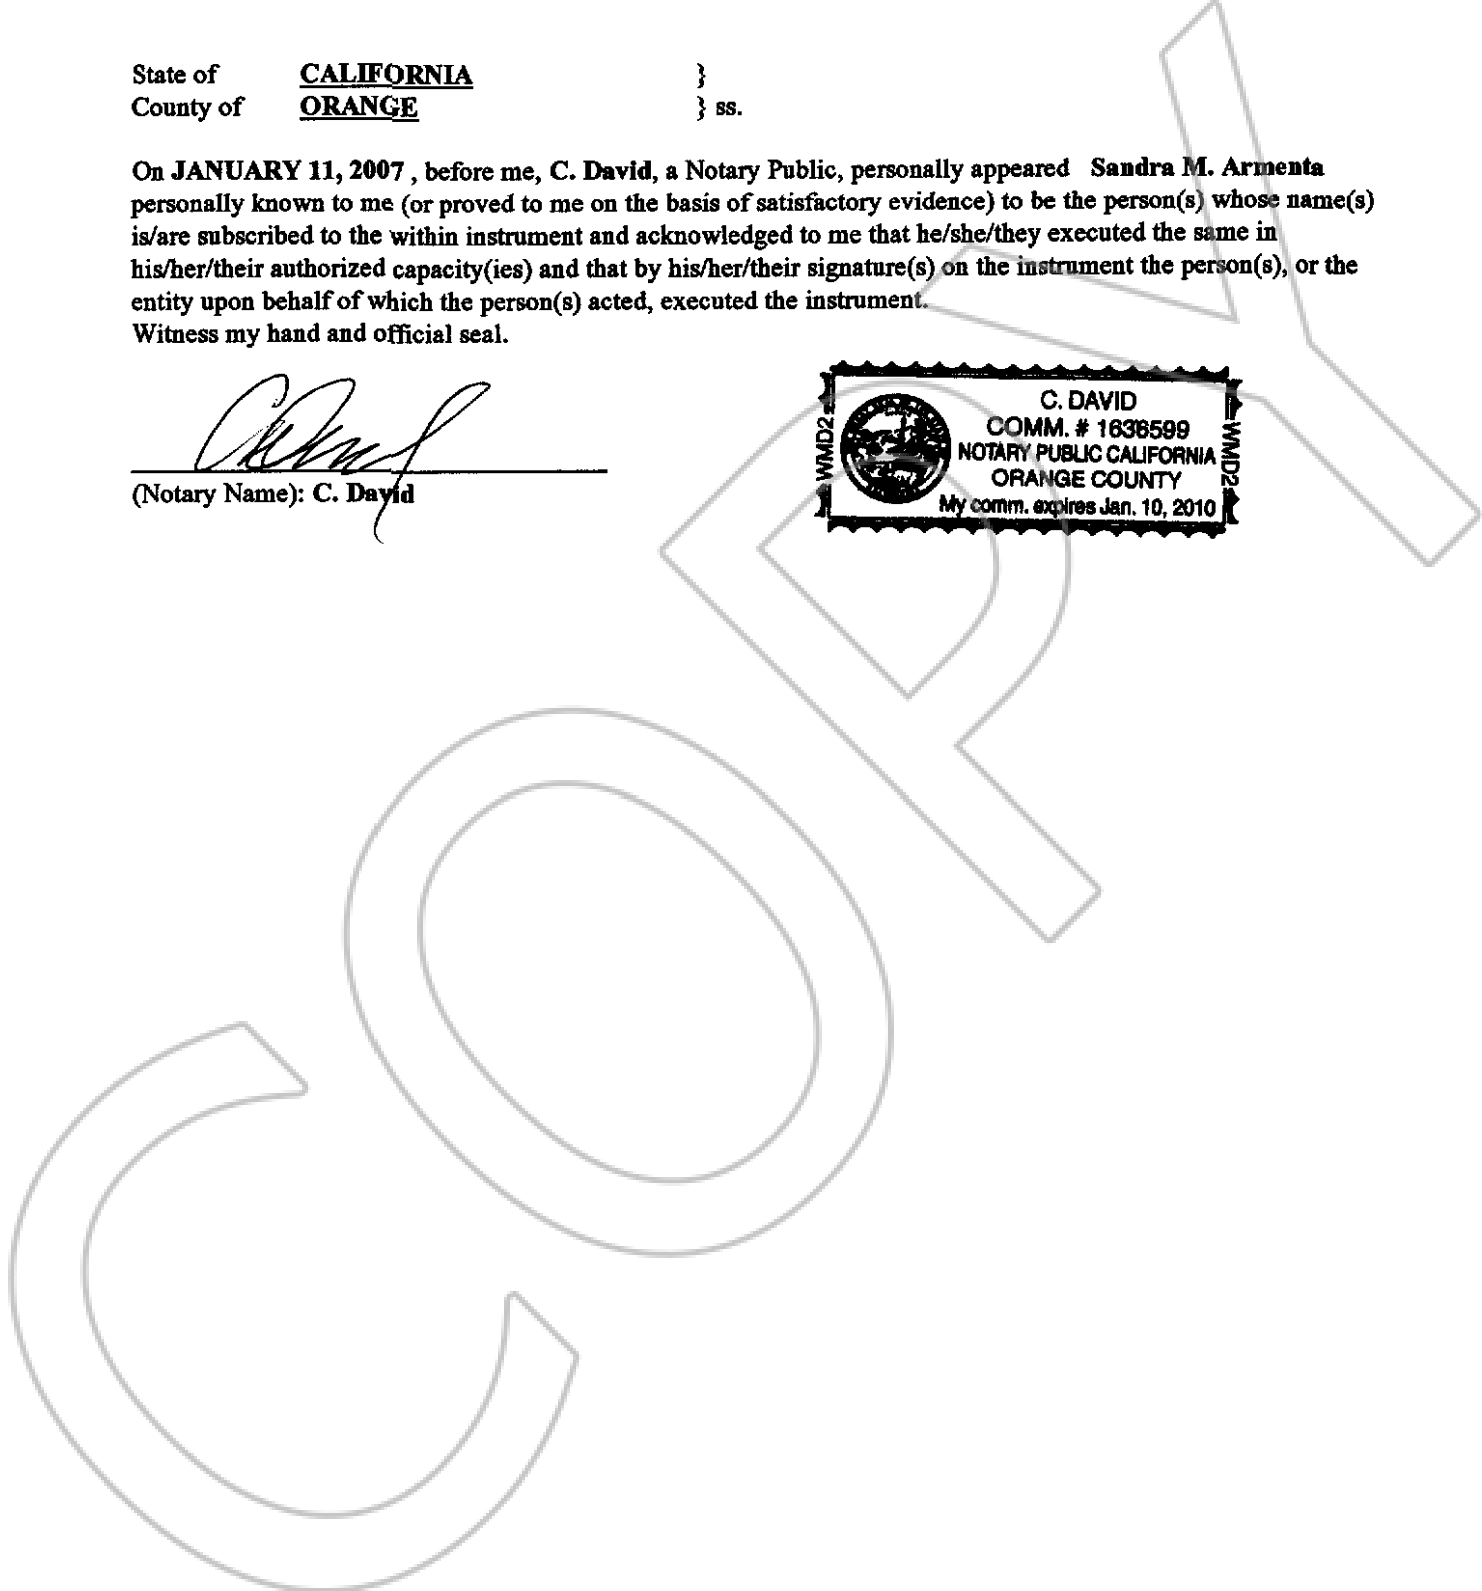 State of CALIFORNIA }
County of ORANGE } ss.
On JANUARY 11, 2007 , before me, C. David, a Notary Public, personally appeared Sandra M. Armenta
personally known to me (or proved to me on the basis of satisfactory evidence) to be the person(s) whose name(s)
is/are subscribed to the within instrument and acknowledged to me that he/she/they executed the same in
his/her/their authorized capacity(ies) and that by his/her/their signature(s) on the instrument the person(s), or the
entity upon behalf of which the person(s) acted, executed the instrument.
Witness my hand and official seal.
(Notary Name): C. David
WMD2
C. DAVID
COMM. # 1636599
NOTARY PUBLIC CALIFORNIA
ORANGE COUNTY
My comm. expires Jan. 10, 2010
WMD2
COPY